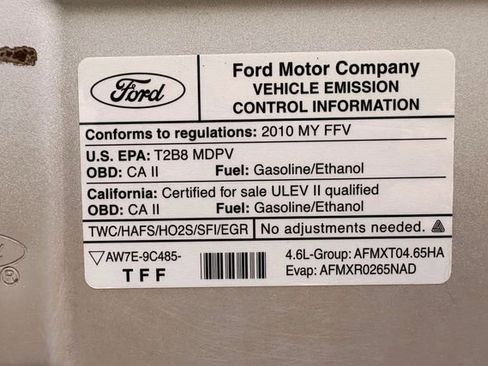 Ford
Ford Motor Company
VEHICLE EMISSION
CONTROL INFORMATION
Conforms to regulations: 2010 MY FFV
U.S. EPA: T2B8 MDPV
OBD: CA II Fuel: Gasoline/Ethanol
California: Certified for sale ULEV II qualified
OBD: CA II Fuel: Gasoline/Ethanol
TWC/HAFS/HO2S/SFI/EGR No adjustments needed.
AW7E-9C485-
TFF
4.6L-Group: AFMXT04.65HA
Evap: AFMXR0265NAD